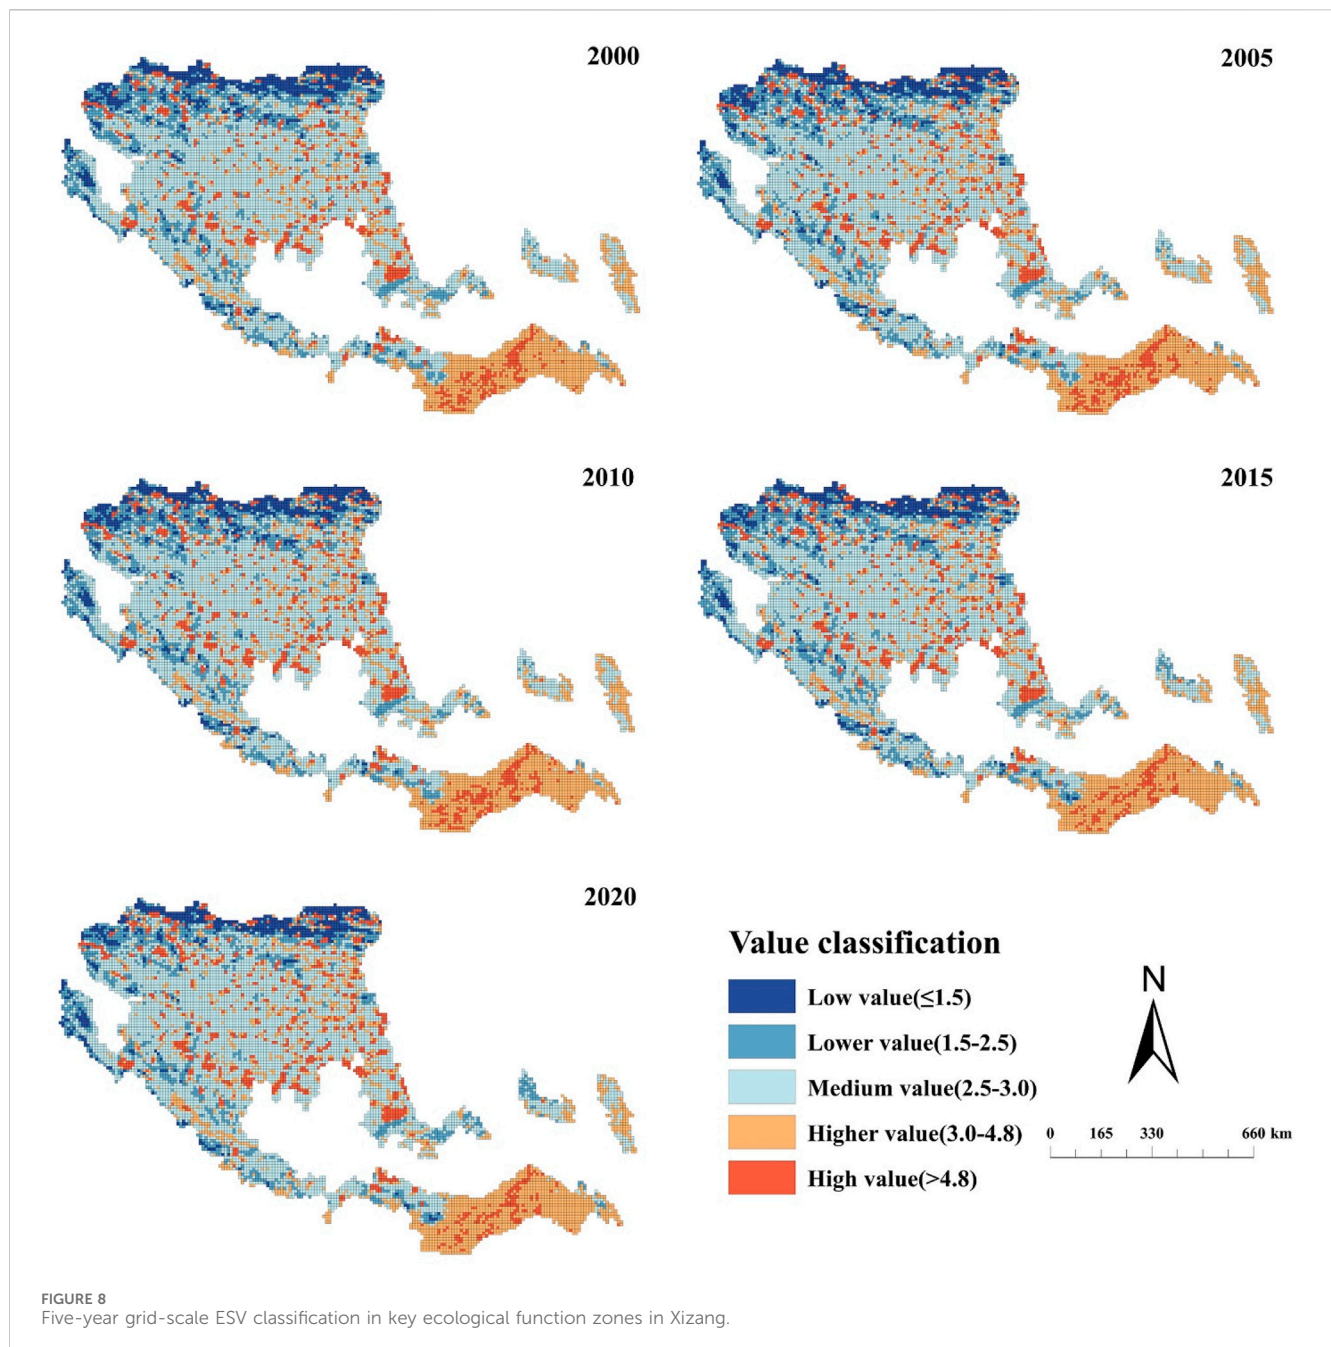 2000
2005
2010
2015
2020
Value classification
Low value(≤1.5)
Lower value(1.5-2.5)
Medium value(2.5-3.0)
Higher value(3.0-4.8)
High value(>4.8)
N
0 165 330 660 km
FIGURE 8
Five-year grid-scale ESV classification in key ecological function zones in Xizang.